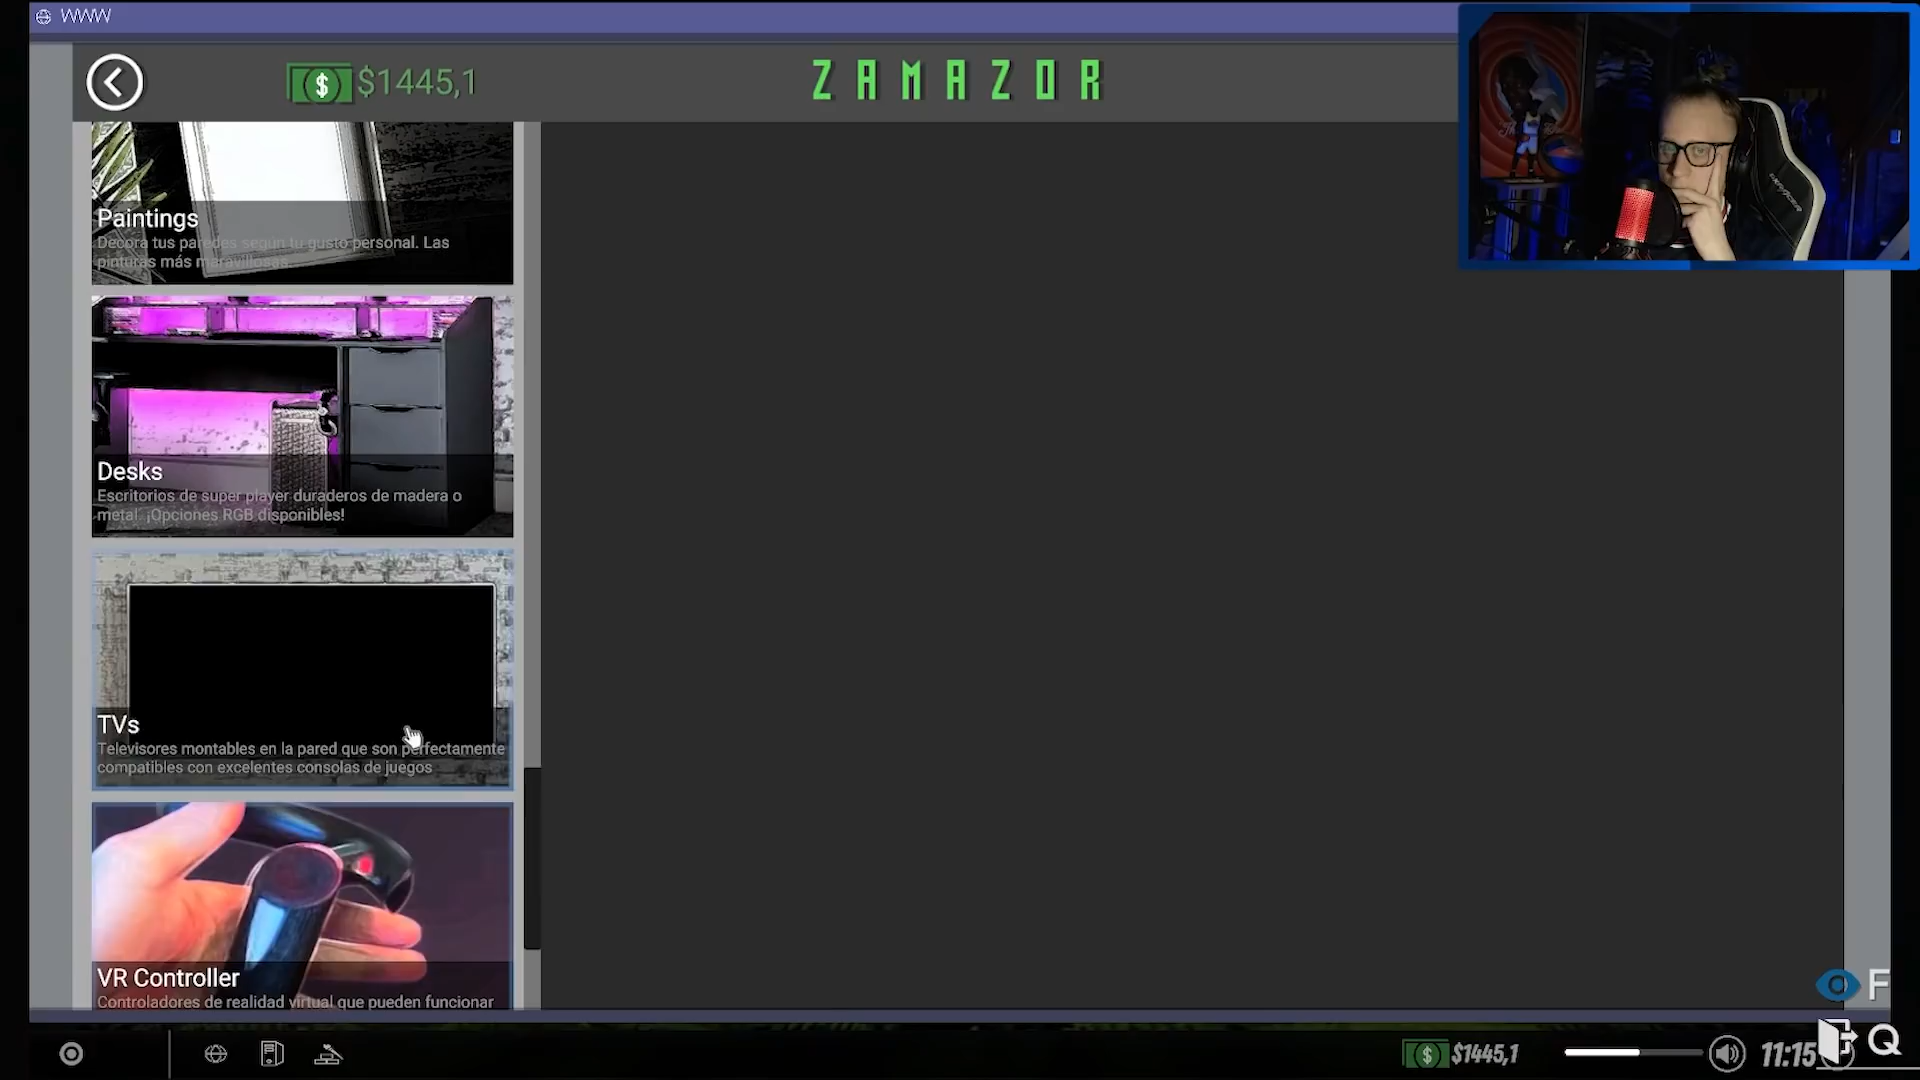 WWW
$1445,1
ZAMAZOR
Paintings
Decora tus paredes según tu gusto personal. Las
pinturas más maravillosas.
Desks
Escritorios de super player duraderos de madera o
metal. ¡Opciones RGB disponibles!
TVs
Televisores montables en la pared que son perfectamente
compatibles con excelentes consolas de juegos
VR Controller
Controladores de realidad virtual que pueden funcionar
F
$1445,1
11:15
Q